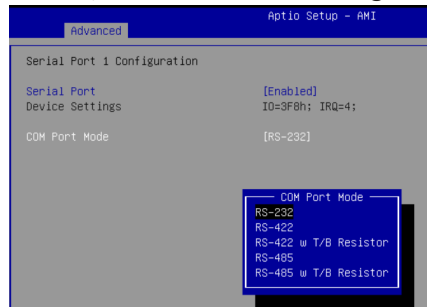 Aptio Setup - AMI
Advanced
Serial Port 1 Configuration
Serial Port [Enabled]
Device Settings IO=3F8h; IRQ=4;
COM Port Mode [RS-232]
COM Port Mode
RS-232
RS-422
RS-422 w T/B Resistor
RS-485
RS-485 w T/B Resistor